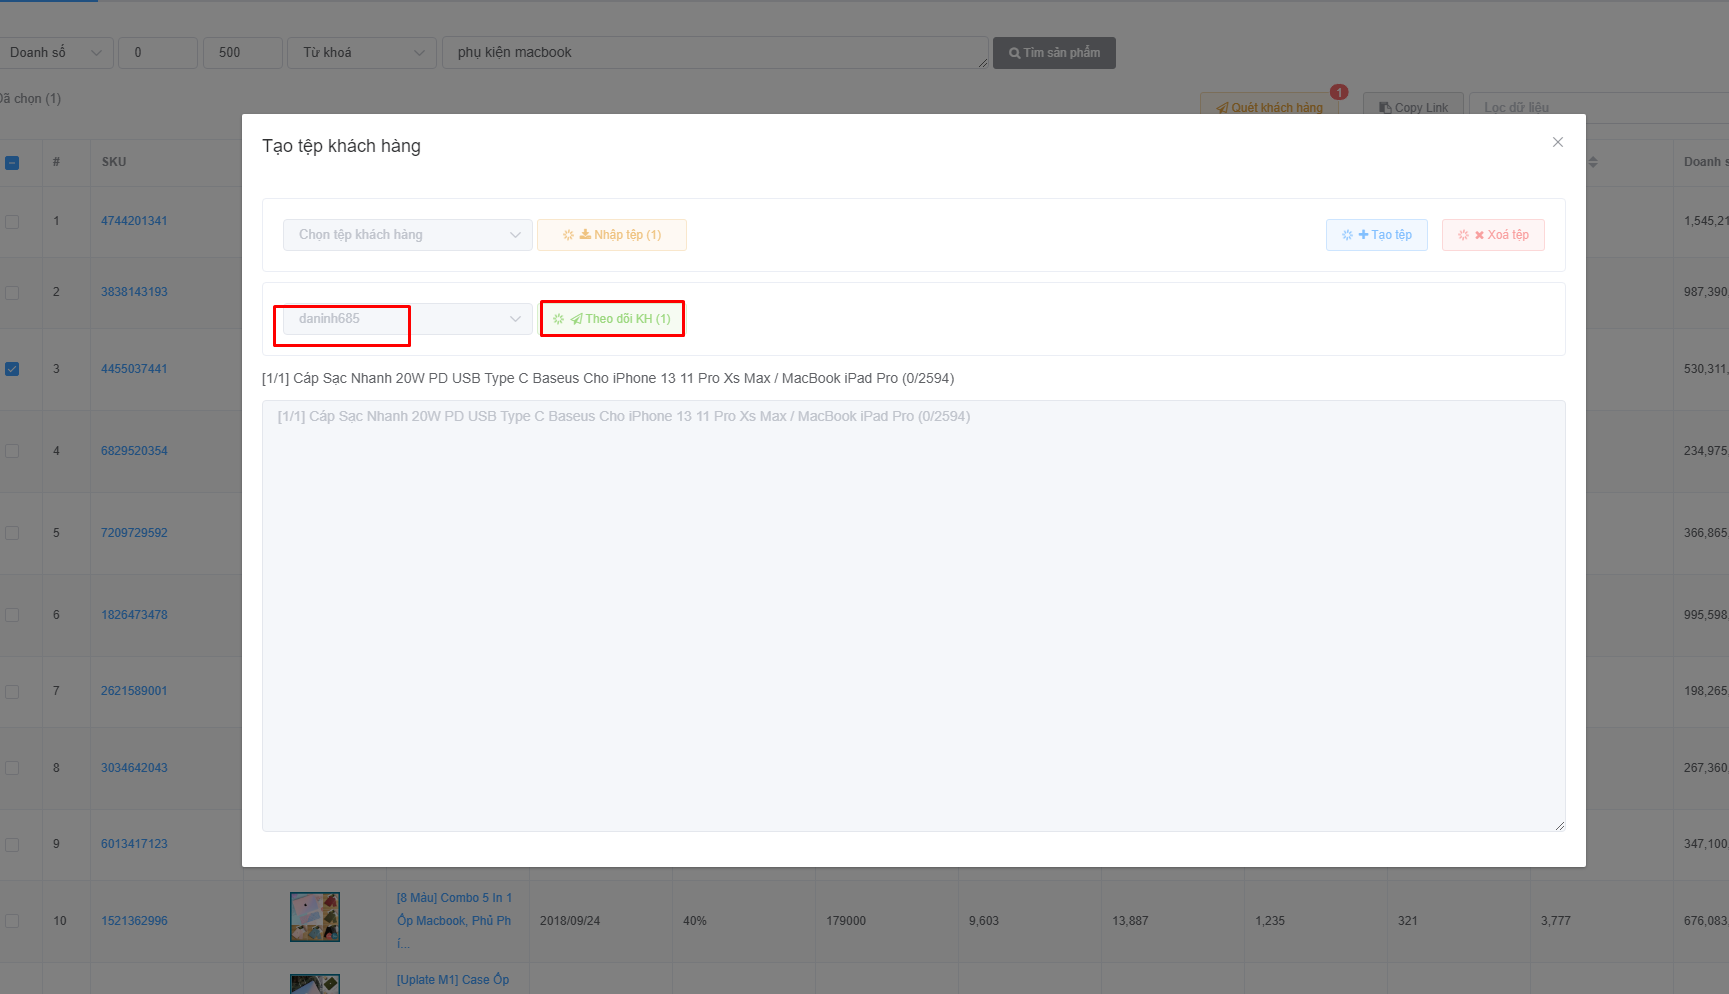 Doanh số
0
500
Từ khoá
phụ kiện macbook
Tìm sản phẩm
Đã chọn (1)
Quét khách hàng
1
Copy Link
Lọc dữ liệu
Tạo tệp khách hàng
Chọn tệp khách hàng
Nhập tệp (1)
Tạo tệp
Xoá tệp
daninh685
Theo dõi KH (1)
[1/1] Cáp Sạc Nhanh 20W PD USB Type C Baseus Cho iPhone 13 11 Pro Xs Max / MacBook iPad Pro (0/2594)
[1/1] Cáp Sạc Nhanh 20W PD USB Type C Baseus Cho iPhone 13 11 Pro Xs Max / MacBook iPad Pro (0/2594)
# SKU Doanh s
1 4744201341 1,545,21
2 3838143193 987,390,
3 4455037441 530,311,
4 6829520354 234,975,
5 7209729592 366,865,
6 1826473478 995,598,
7 2621589001 198,265,
8 3034642043 267,360,
9 6013417123 347,100,
[8 Màu] Combo 5 In 1
10 1521362996 Ốp Macbook, Phủ Ph 2018/09/24 40% 179000 9,603 13,887 1,235 321 3,777 676,083,
í...
[Uplate M1] Case Ốp